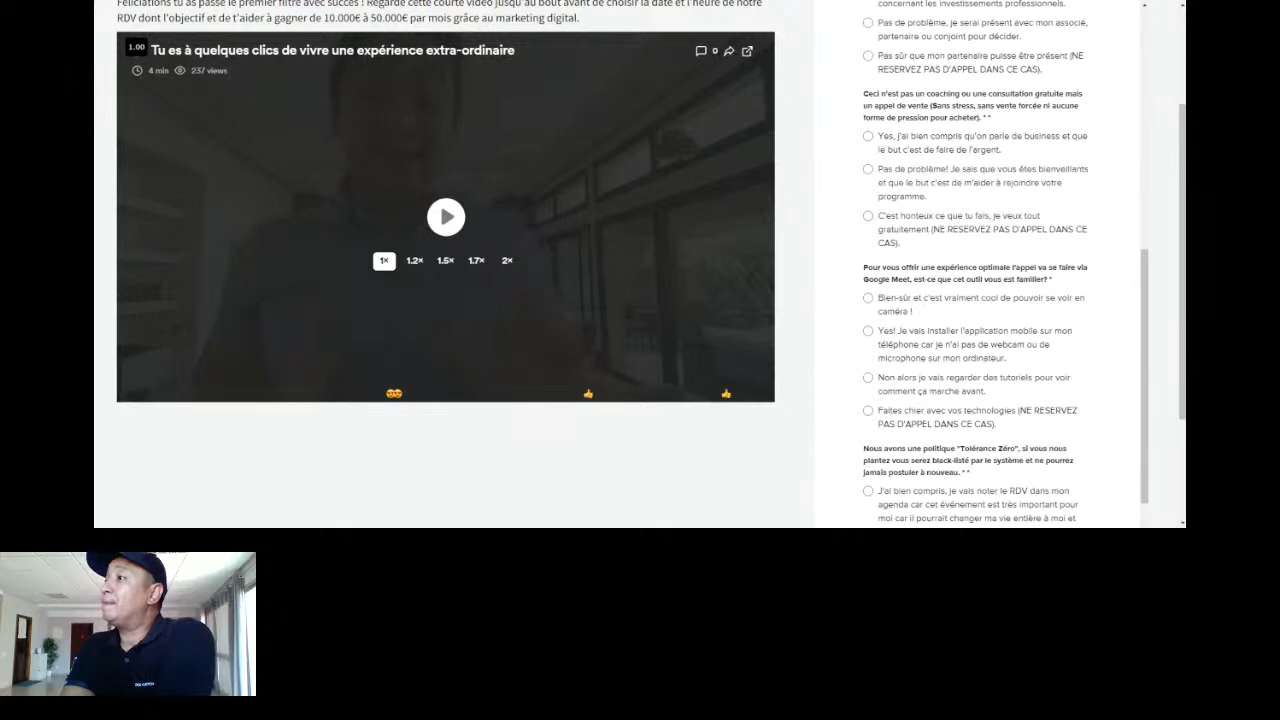 Féliciations tu as passé le premier filtre avec succès ! Regarde cette courte vidéo jusqu'au bout avant de choisir la date et l'heure de notre
RDV dont l'objectif et de t'aider à gagner de 10.000€ à 50.000€ par mois grâce au marketing digital.
1.00 Tu es à quelques clics de vivre une expérience extra-ordinaire
0
4 min 237 views
1× 1.2× 1.5× 1.7× 2×
concernant les investissements professionnels.
Pas de problème, je serai présent avec mon associé,
partenaire ou conjoint pour décider.
Pas sûr que mon partenaire puisse être présent (NE
RESERVEZ PAS D'APPEL DANS CE CAS).
Ceci n'est pas un coaching ou une consultation gratuite mais
un appel de vente (Sans stress, sans vente forcée ni aucune
forme de pression pour acheter). * *
Yes, j'ai bien compris qu'on parle de business et que
le but c'est de faire de l'argent.
Pas de problème! Je sais que vous êtes bienveillants
et que le but c'est de m'aider à rejoindre votre
programme.
C'est honteux ce que tu fais, je veux tout
gratuitement (NE RESERVEZ PAS D'APPEL DANS CE
CAS).
Pour vous offrir une expérience optimale l'appel va se faire via
Google Meet, est-ce que cet outil vous est familier? *
Bien-sûr et c'est vraiment cool de pouvoir se voir en
caméra !
Yes! Je vais installer l'application mobile sur mon
téléphone car je n'ai pas de webcam ou de
microphone sur mon ordinateur.
Non alors je vais regarder des tutoriels pour voir
comment ça marche avant.
Faites chier avec vos technologies (NE RESERVEZ
PAS D'APPEL DANS CE CAS).
Nous avons une politique "Tolérance Zéro", si vous nous
plantez vous serez black-listé par le système et ne pourrez
jamais postuler à nouveau. * *
J'ai bien compris, je vais noter le RDV dans mon
agenda car cet événement est très important pour
moi car il pourrait changer ma vie entière à moi et